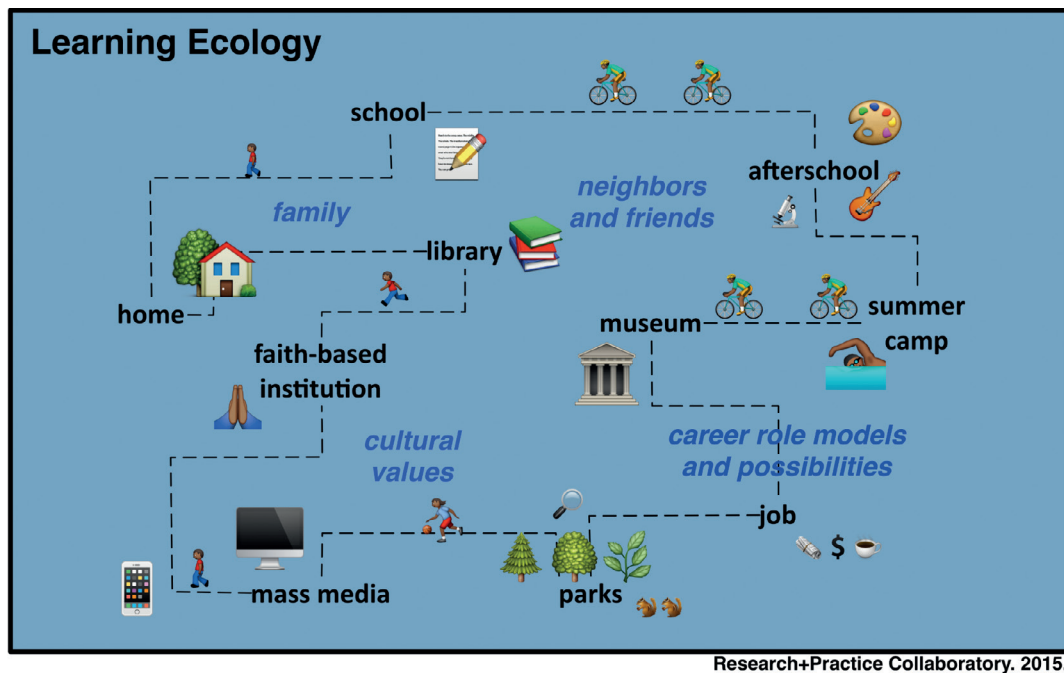 Learning Ecology
school
afterschool
family
neighbors
and friends
library
home
summer
camp
museum
faith-based
institution
cultural
values
career role models
and possibilities
job
$
mass media
parks
Research+Practice Collaboratory. 2015